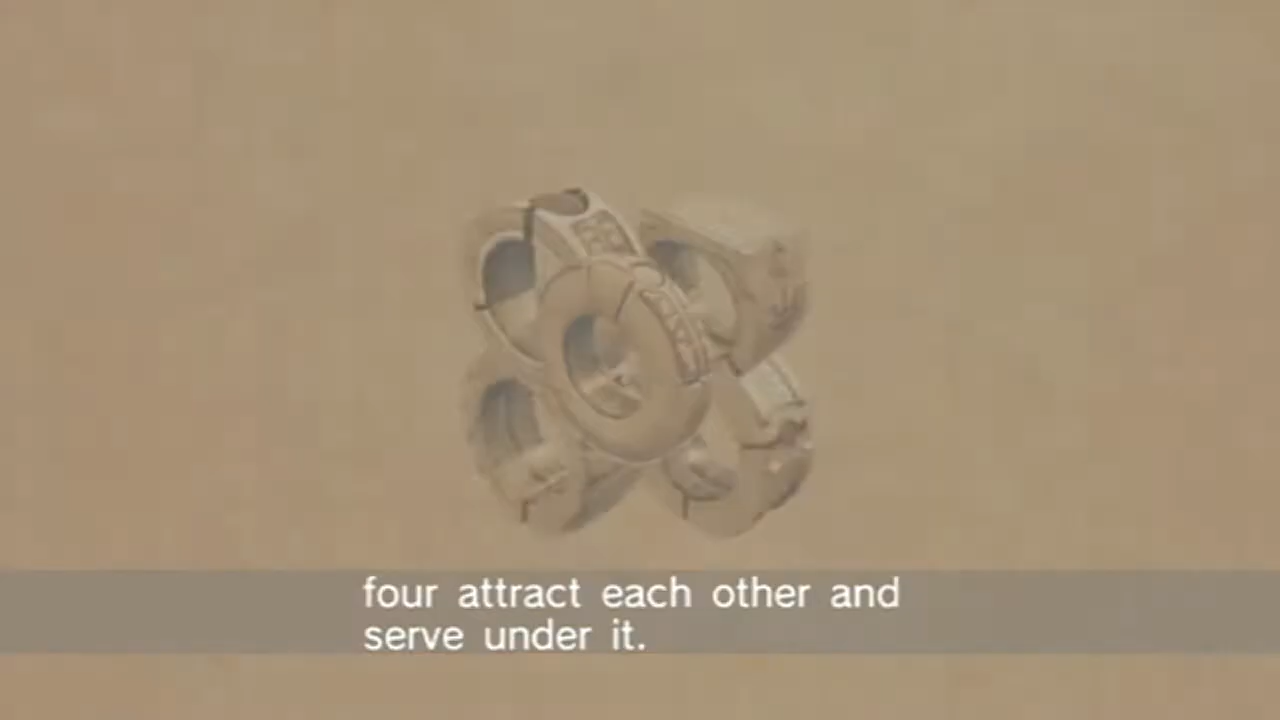 four attract each other and
serve under it.